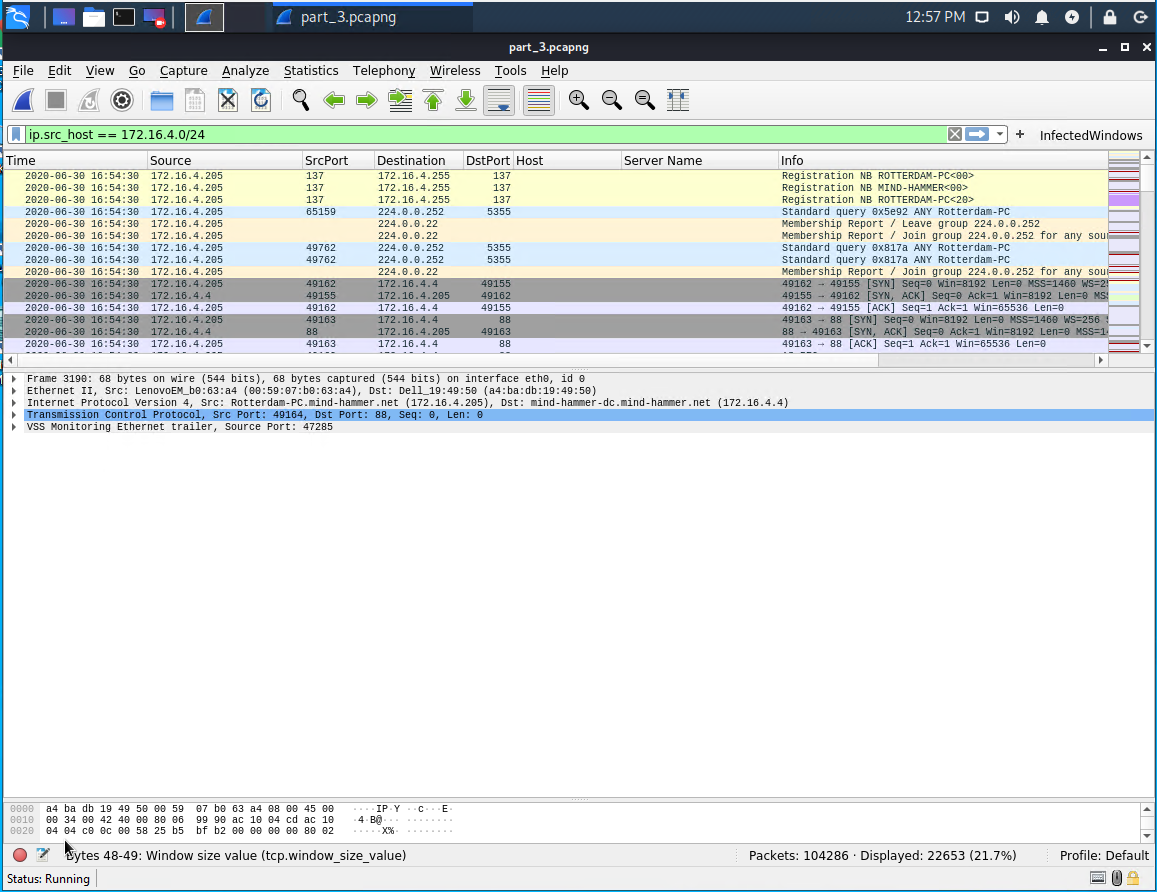 part_3.pcapng
12:57 PM
part_3.pcapng
File Edit View Go Capture Analyze Statistics Telephony Wireless Tools Help
ip.src_host == 172.16.4.0/24
+ InfectedWindows
Time Source SrcPort Destination DstPort Host Server Name Info
2020-06-30 16:54:30 172.16.4.205 137 172.16.4.255 137 Registration NB ROTTERDAM-PC<00>
2020-06-30 16:54:30 172.16.4.205 137 172.16.4.255 137 Registration NB MIND-HAMMER<00>
2020-06-30 16:54:30 172.16.4.205 137 172.16.4.255 137 Registration NB ROTTERDAM-PC<20>
2020-06-30 16:54:30 172.16.4.205 65159 224.0.0.252 5355 Standard query 0x5e92 ANY Rotterdam-PC
2020-06-30 16:54:30 172.16.4.205 224.0.0.22 Membership Report / Leave group 224.0.0.252
2020-06-30 16:54:30 172.16.4.205 224.0.0.22 Membership Report / Join group 224.0.0.252 for any sou
2020-06-30 16:54:30 172.16.4.205 49762 224.0.0.252 5355 Standard query 0x817a ANY Rotterdam-PC
2020-06-30 16:54:30 172.16.4.205 49762 224.0.0.252 5355 Standard query 0x817a ANY Rotterdam-PC
2020-06-30 16:54:30 172.16.4.205 224.0.0.22 Membership Report / Join group 224.0.0.252 for any sou
2020-06-30 16:54:30 172.16.4.205 49162 172.16.4.4 49155 49162 → 49155 [SYN] Seq=0 Win=8192 Len=0 MSS=1460 WS=2
2020-06-30 16:54:30 172.16.4.4 49155 172.16.4.205 49162 49155 → 49162 [SYN, ACK] Seq=0 Ack=1 Win=8192 Len=0 MS
2020-06-30 16:54:30 172.16.4.205 49162 172.16.4.4 49155 49162 → 49155 [ACK] Seq=1 Ack=1 Win=65536 Len=0
2020-06-30 16:54:30 172.16.4.205 49163 172.16.4.4 88 49163 → 88 [SYN] Seq=0 Win=8192 Len=0 MSS=1460 WS=256
2020-06-30 16:54:30 172.16.4.4 88 172.16.4.205 49163 88 → 49163 [SYN, ACK] Seq=0 Ack=1 Win=8192 Len=0 MSS=1
2020-06-30 16:54:30 172.16.4.205 49163 172.16.4.4 88 49163 → 88 [ACK] Seq=1 Ack=1 Win=65536 Len=0
Frame 3190: 68 bytes on wire (544 bits), 68 bytes captured (544 bits) on interface eth0, id 0
Ethernet II, Src: LenovoEM_b0:63:a4 (00:59:07:b0:63:a4), Dst: Dell_19:49:50 (a4:ba:db:19:49:50)
Internet Protocol Version 4, Src: Rotterdam-PC.mind-hammer.net (172.16.4.205), Dst: mind-hammer-dc.mind-hammer.net (172.16.4.4)
Transmission Control Protocol, Src Port: 49164, Dst Port: 88, Seq: 0, Len: 0
VSS Monitoring Ethernet trailer, Source Port: 47285
0000 a4 ba db 19 49 50 00 59 07 b0 63 a4 08 00 45 00 ····IP·Y ··c···E·
0010 00 34 00 42 40 00 80 06 99 90 ac 10 04 cd ac 10 ·4·B@··· ········
0020 04 04 c0 0c 00 58 25 b5 bf b2 00 00 00 00 80 02 ·····X%· ········
Bytes 48-49: Window size value (tcp.window_size_value)
Packets: 104286 · Displayed: 22653 (21.7%)
Profile: Default
Status: Running